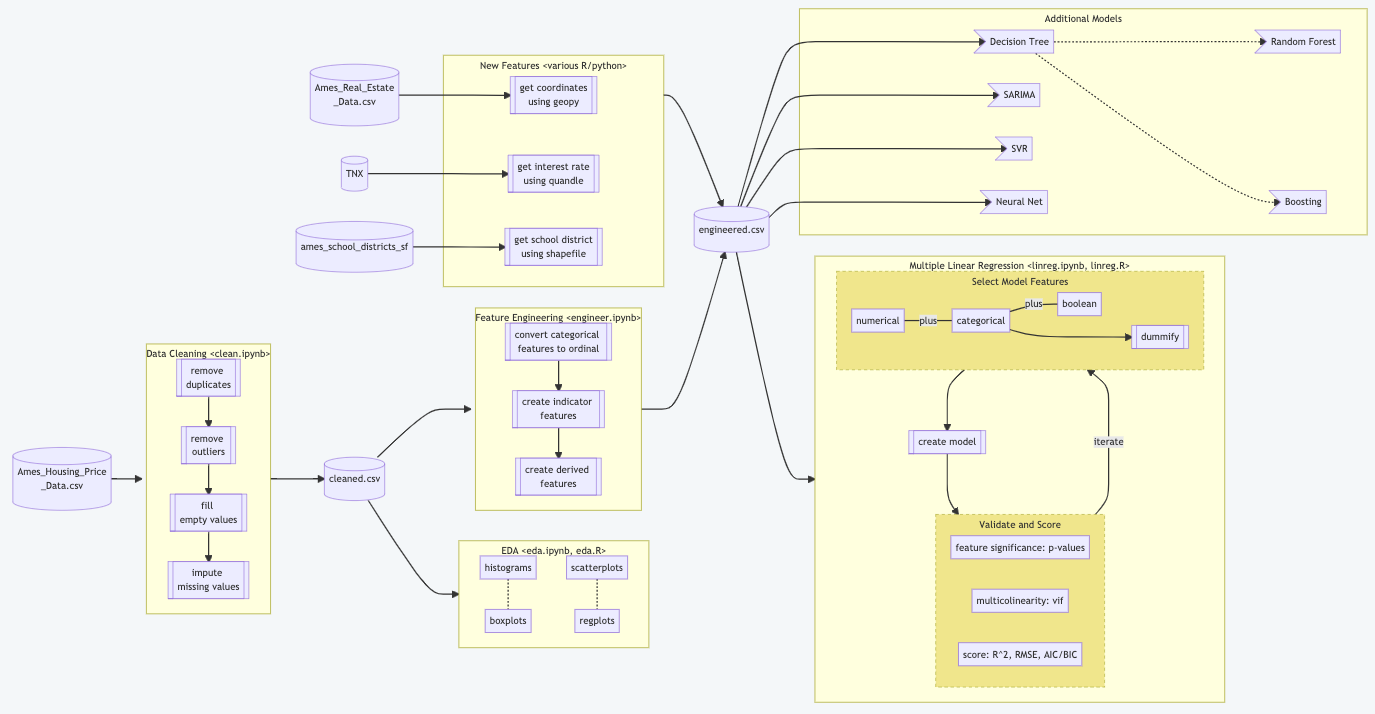 Ames_Housing_Price
_Data.csv
Data Cleaning <clean.ipynb>
remove
duplicates
remove
outliers
fill
empty values
impute
missing values
cleaned.csv
Ames_Real_Estate
_Data.csv
TNX
ames_school_districts_sf
New Features <various R/python>
get coordinates
using geopy
get interest rate
using quandle
get school district
using shapefile
Feature Engineering <engineer.ipynb>
convert categorical
features to ordinal
create indicator
features
create derived
features
EDA <eda.ipynb, eda.R>
histograms
scatterplots
boxplots
regplots
engineered.csv
Additional Models
Decision Tree
Random Forest
SARIMA
SVR
Neural Net
Boosting
Multiple Linear Regression <linreg.ipynb, linreg.R>
Select Model Features
numerical
plus
categorical
plus
boolean
dummify
create model
iterate
Validate and Score
feature significance: p-values
multicolinearity: vif
score: R^2, RMSE, AIC/BIC